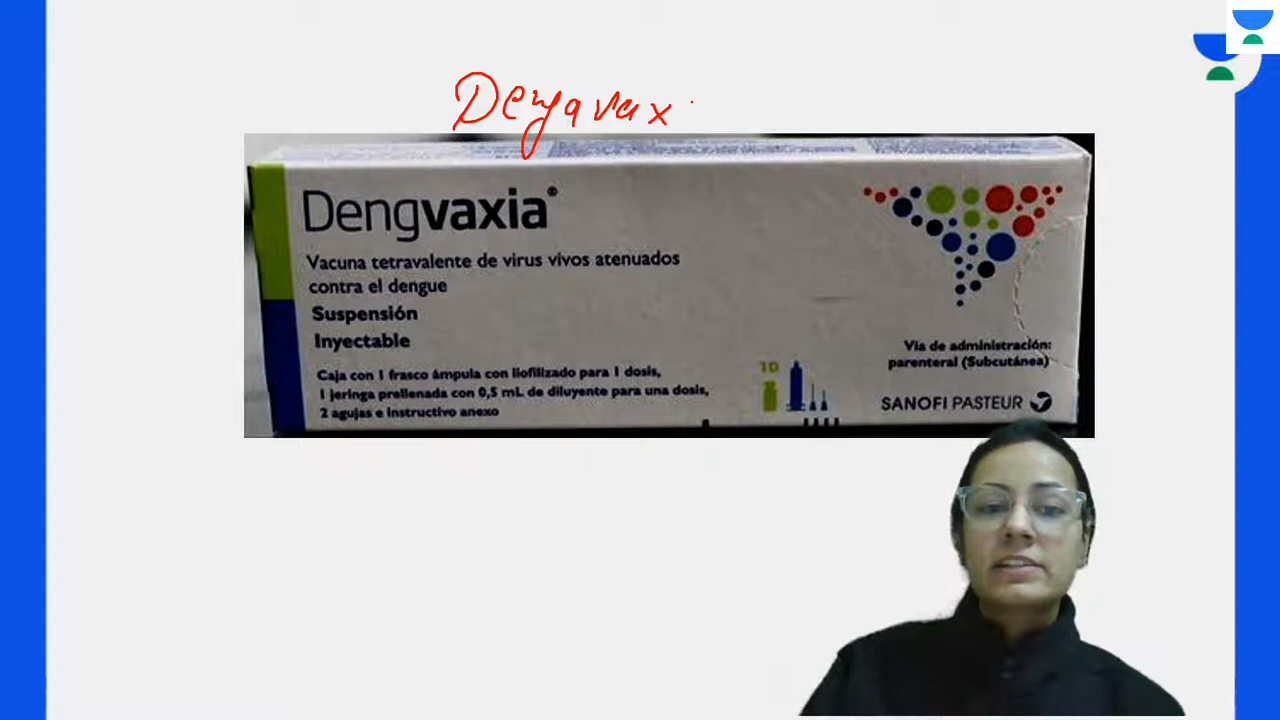 Dengavax
Dengvaxia®
Vacuna tetravalente de virus vivos atenuados
contra el dengue
Suspensión
Inyectable
Caja con 1 frasco ámpula con liofilizado para 1 dosis,
1 jeringa prellenada con 0,5 mL de diluyente para una dosis,
2 agujas e instructivo anexo
1D
Vía de administración:
parenteral (Subcutánea)
SANOFI PASTEUR